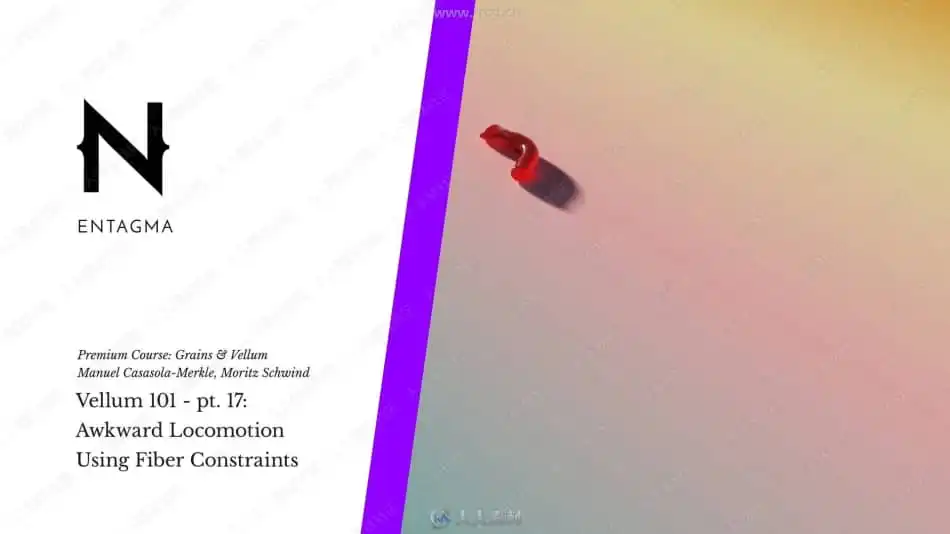 ENTAGMA
Premium Course: Grains & Vellum
Manuel Casasola-Merkle, Moritz Schwind
Vellum 101 - pt. 17:
Awkward Locomotion
Using Fiber Constraints